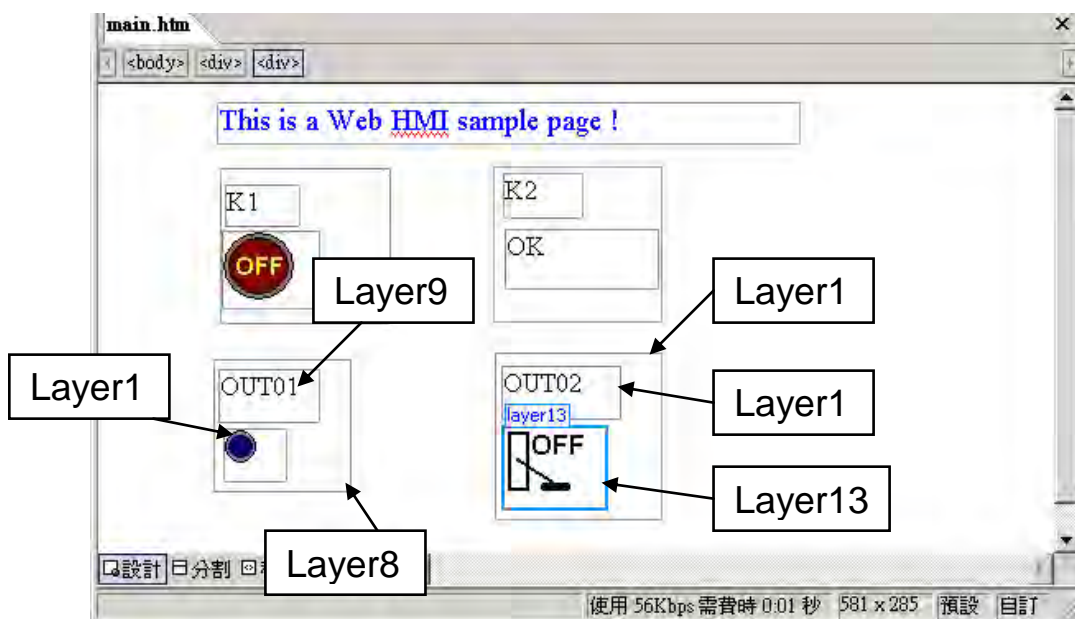 main.htm
<body> <div> <div>
This is a Web HMI sample page !
K1
K2
OFF
OK
Layer9
Layer1
Layer1
OUT01
OUT02
Layer1
layer13
OFF
Layer13
Layer8
設計 分割
使用 56Kbps 需費時 0:01 秒 581 x 285 預設 自訂